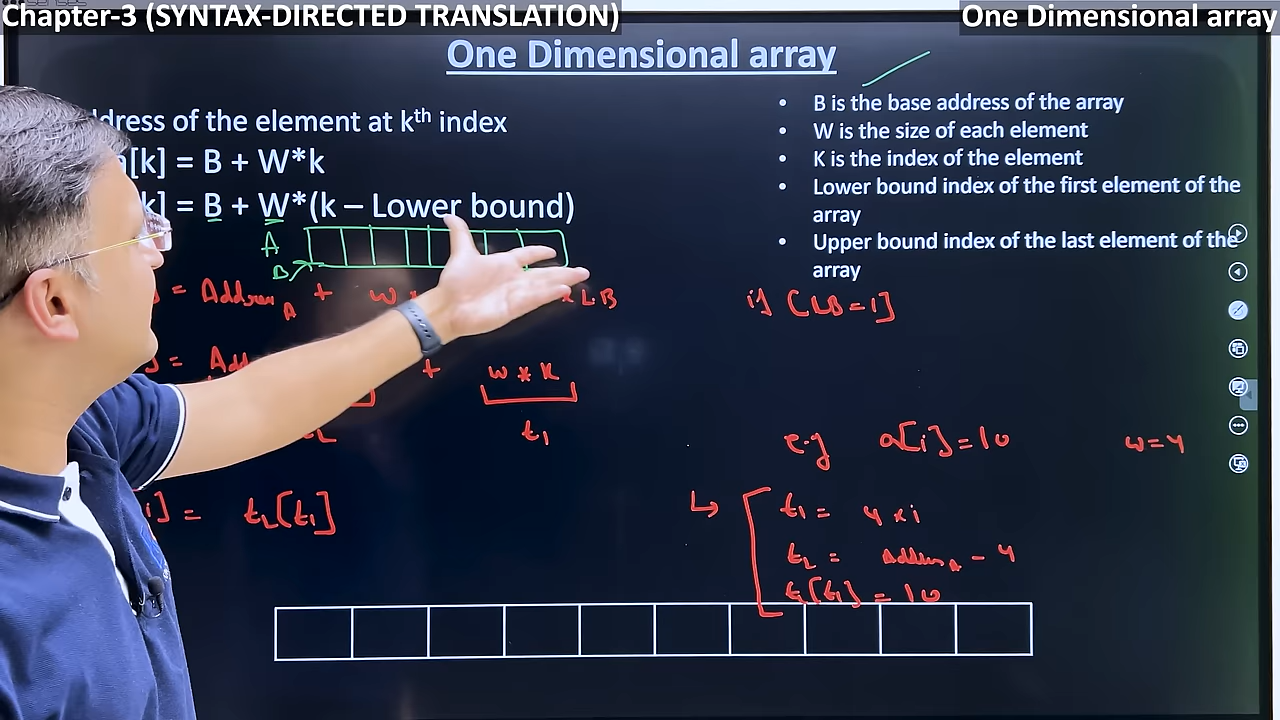 Chapter-3 (SYNTAX-DIRECTED TRANSLATION)
One Dimensional array
One Dimensional array
dress of the element at kth index
[k] = B + W*k
k] = B + W*(k – Lower bound)
A
B
= Address A + w * LB
= Add + w * k
t1
i] = t2[t1]
• B is the base address of the array
• W is the size of each element
• K is the index of the element
• Lower bound index of the first element of the
array
• Upper bound index of the last element of the
array
if [LB = 1]
e.g a[i] = 10 w = 4
t1 = 4 * i
t2 = Address A - 4
t2[t1] = 10